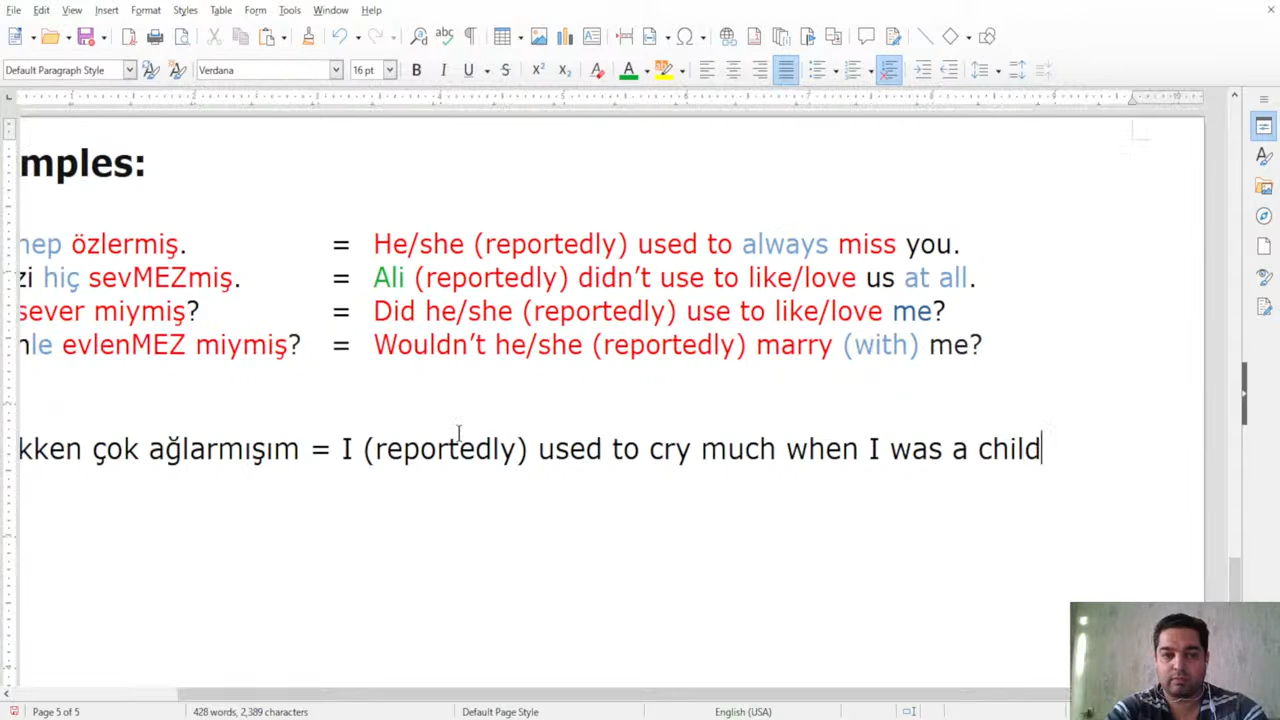 File Edit View Insert Format Styles Table Form Tools Window Help
Default Paragraph Style Verdana 16 pt
mples:
hep özlermiş. = He/she (reportedly) used to always miss you.
zi hiç sevMEZmiş. = Ali (reportedly) didn't use to like/love us at all.
sever miymiş? = Did he/she (reportedly) use to like/love me?
nle evlenMEZ miymiş? = Wouldn't he/she (reportedly) marry (with) me?
kken çok ağlarmışım = I (reportedly) used to cry much when I was a child
Page 5 of 5 428 words, 2,389 characters Default Page Style English (USA)